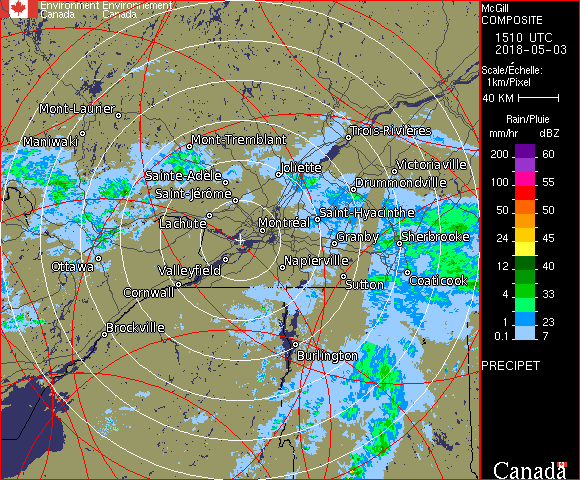 Environment Environnement
Canada Canada
McGill
COMPOSITE
1510 UTC
2018-05-03
Scale/Échelle:
1km/Pixel
40 KM
Rain/Pluie
mm/hr dBZ
200 60
100 55
50 50
24 45
12 40
4 33
1 23
0.1 7
PRECIPET
Canada
Mont-Laurier
Maniwaki
Mont-Tremblant
Trois-Rivières
Sainte-Adèle
Joliette
Victoriaville
Saint-Jérôme
Drummondville
Lachute
Montréal
Saint-Hyacinthe
Granby
Sherbrooke
Ottawa
Valleyfield
Napierville
Cornwall
Sutton
Coaticook
Brockville
Burlington